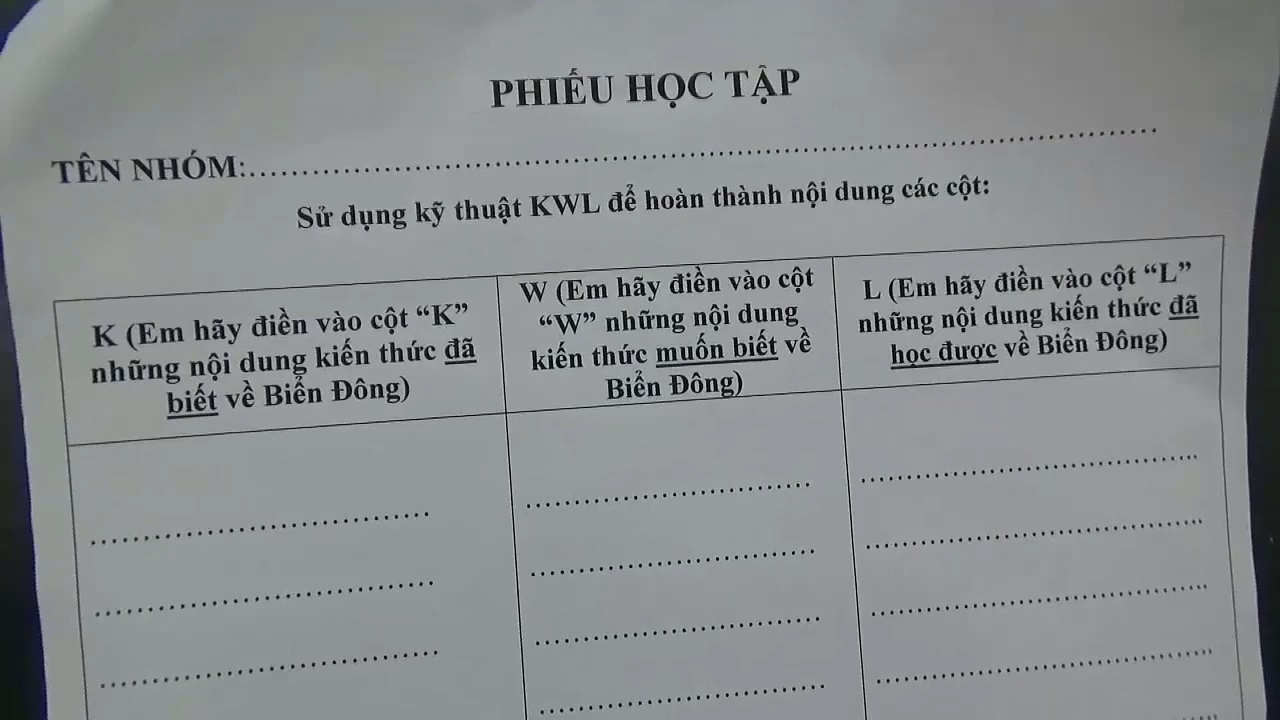 PHIẾU HỌC TẬP
TÊN NHÓM:................................................................................
Sử dụng kỹ thuật KWL để hoàn thành nội dung các cột:
K (Em hãy điền vào cột “K”
những nội dung kiến thức đã
biết về Biển Đông)
W (Em hãy điền vào cột
“W” những nội dung
kiến thức muốn biết về
Biển Đông)
L (Em hãy điền vào cột “L”
những nội dung kiến thức đã
học được về Biển Đông)